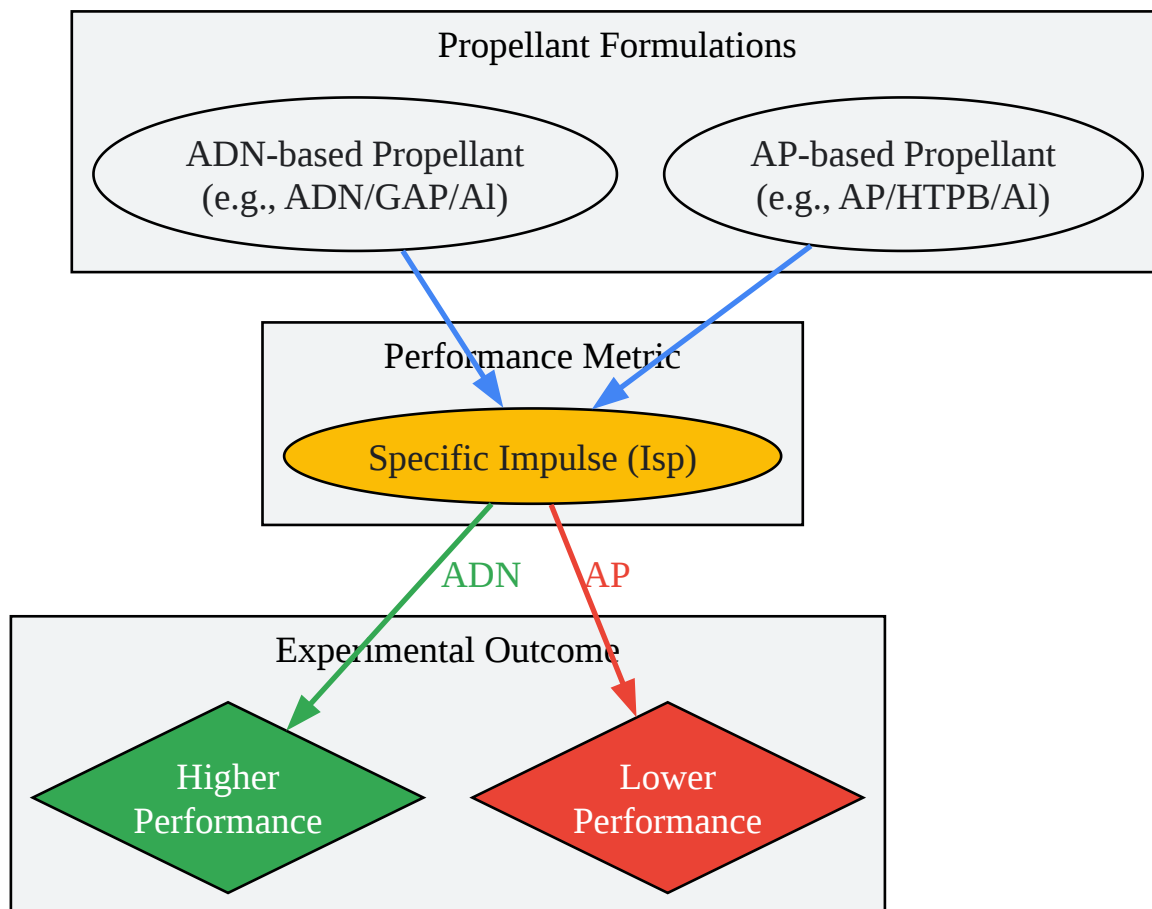 Propellant Formulations
ADN-based Propellant
(e.g., ADN/GAP/Al)
AP-based Propellant
(e.g., AP/HTPB/Al)
Performance Metric
Specific Impulse (Isp)
ADN
AP
Experimental Outcome
Higher
Performance
Lower
Performance